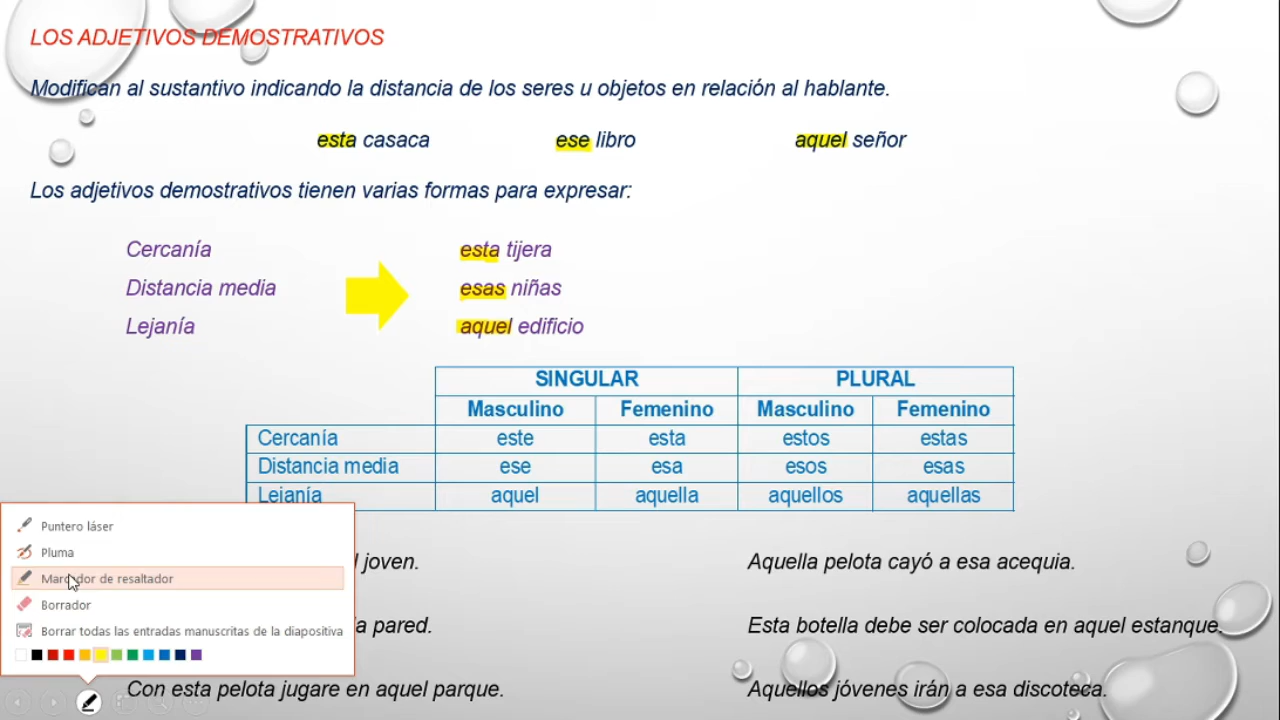 LOS ADJETIVOS DEMOSTRATIVOS
Modifican al sustantivo indicando la distancia de los seres u objetos en relación al hablante.
esta casaca ese libro aquel señor
Los adjetivos demostrativos tienen varias formas para expresar:
Cercanía esta tijera
Distancia media esas niñas
Lejanía aquel edificio
SINGULAR PLURAL
Masculino Femenino Masculino Femenino
Cercanía este esta estos estas
Distancia media ese esa esos esas
Lejanía aquel aquella aquellos aquellas
Puntero láser
Pluma
Marcador de resaltador
Borrador
Borrar todas las entradas manuscritas de la diapositiva
joven. Aquella pelota cayó a esa acequia.
pared. Esta botella debe ser colocada en aquel estanque.
Con esta pelota jugare en aquel parque. Aquellos jóvenes irán a esa discoteca.